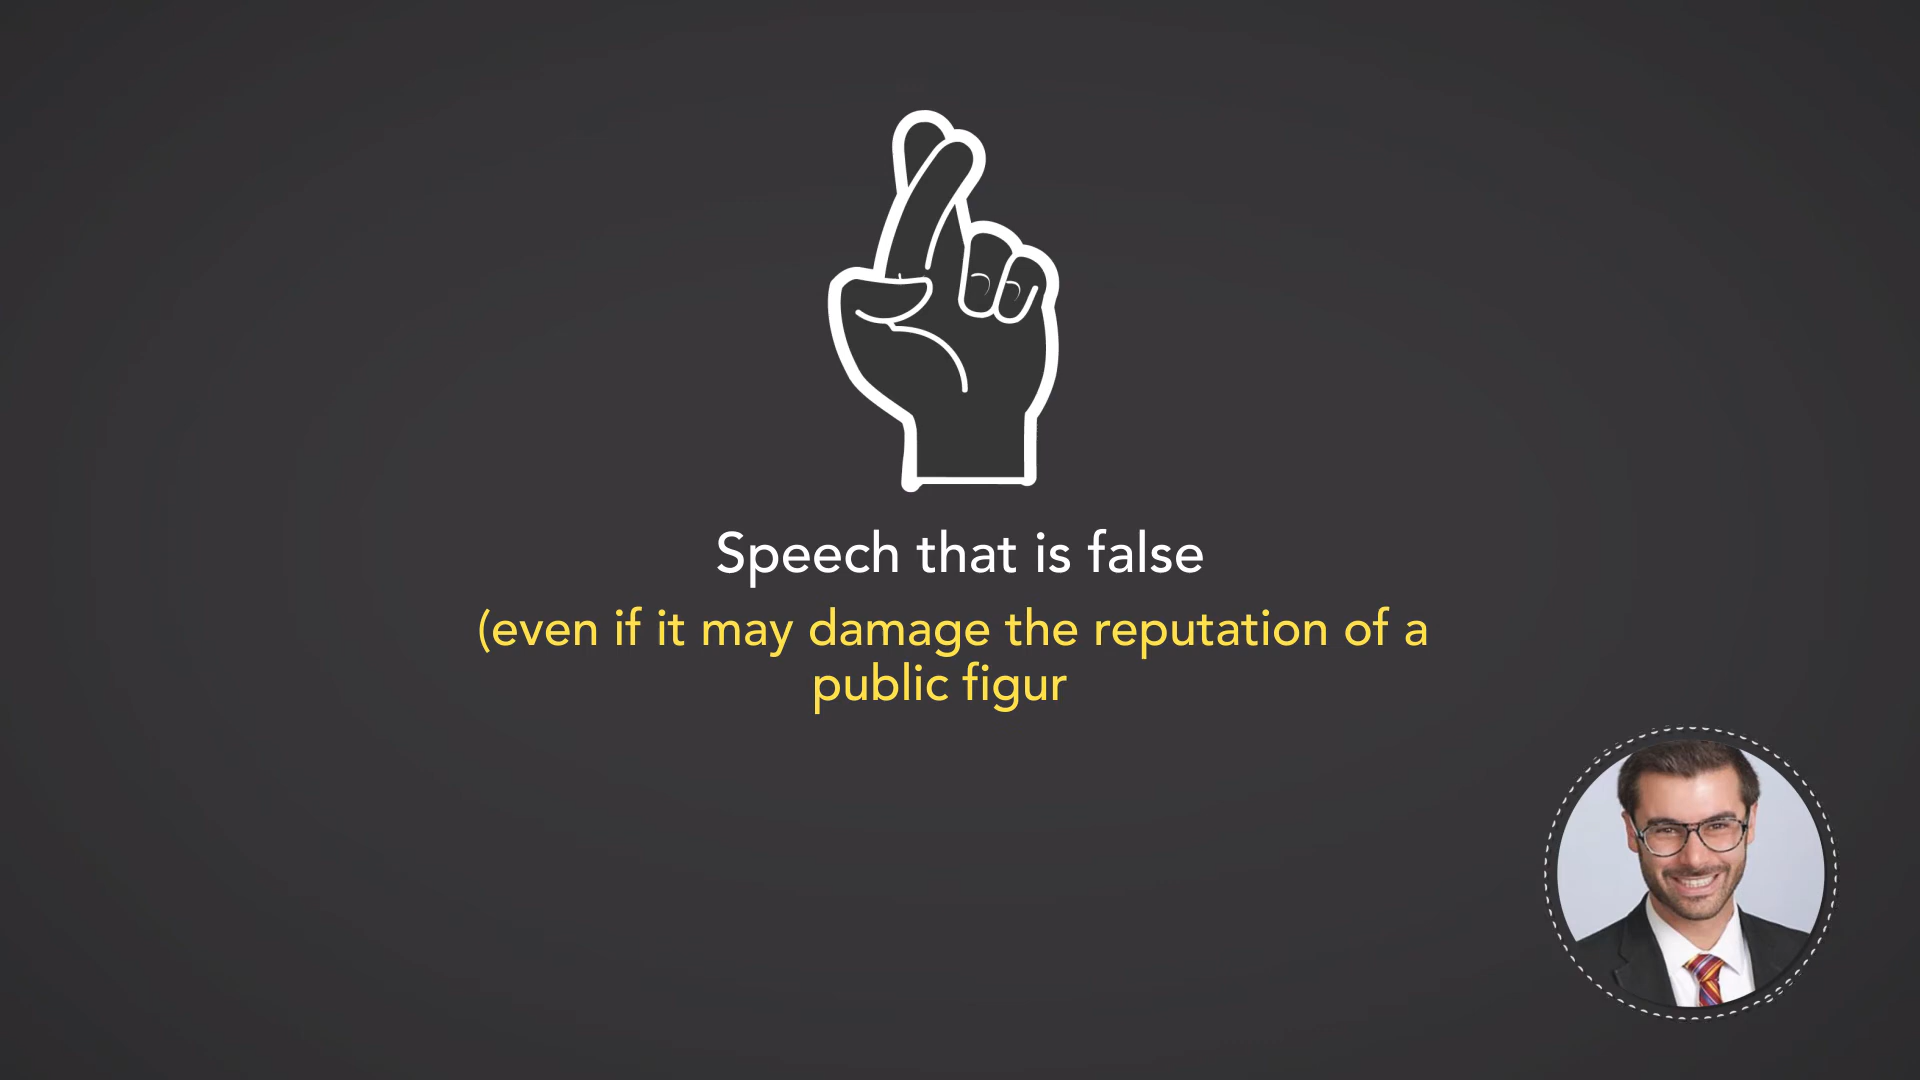 Speech that is false
(even if it may damage the reputation of a
public figur